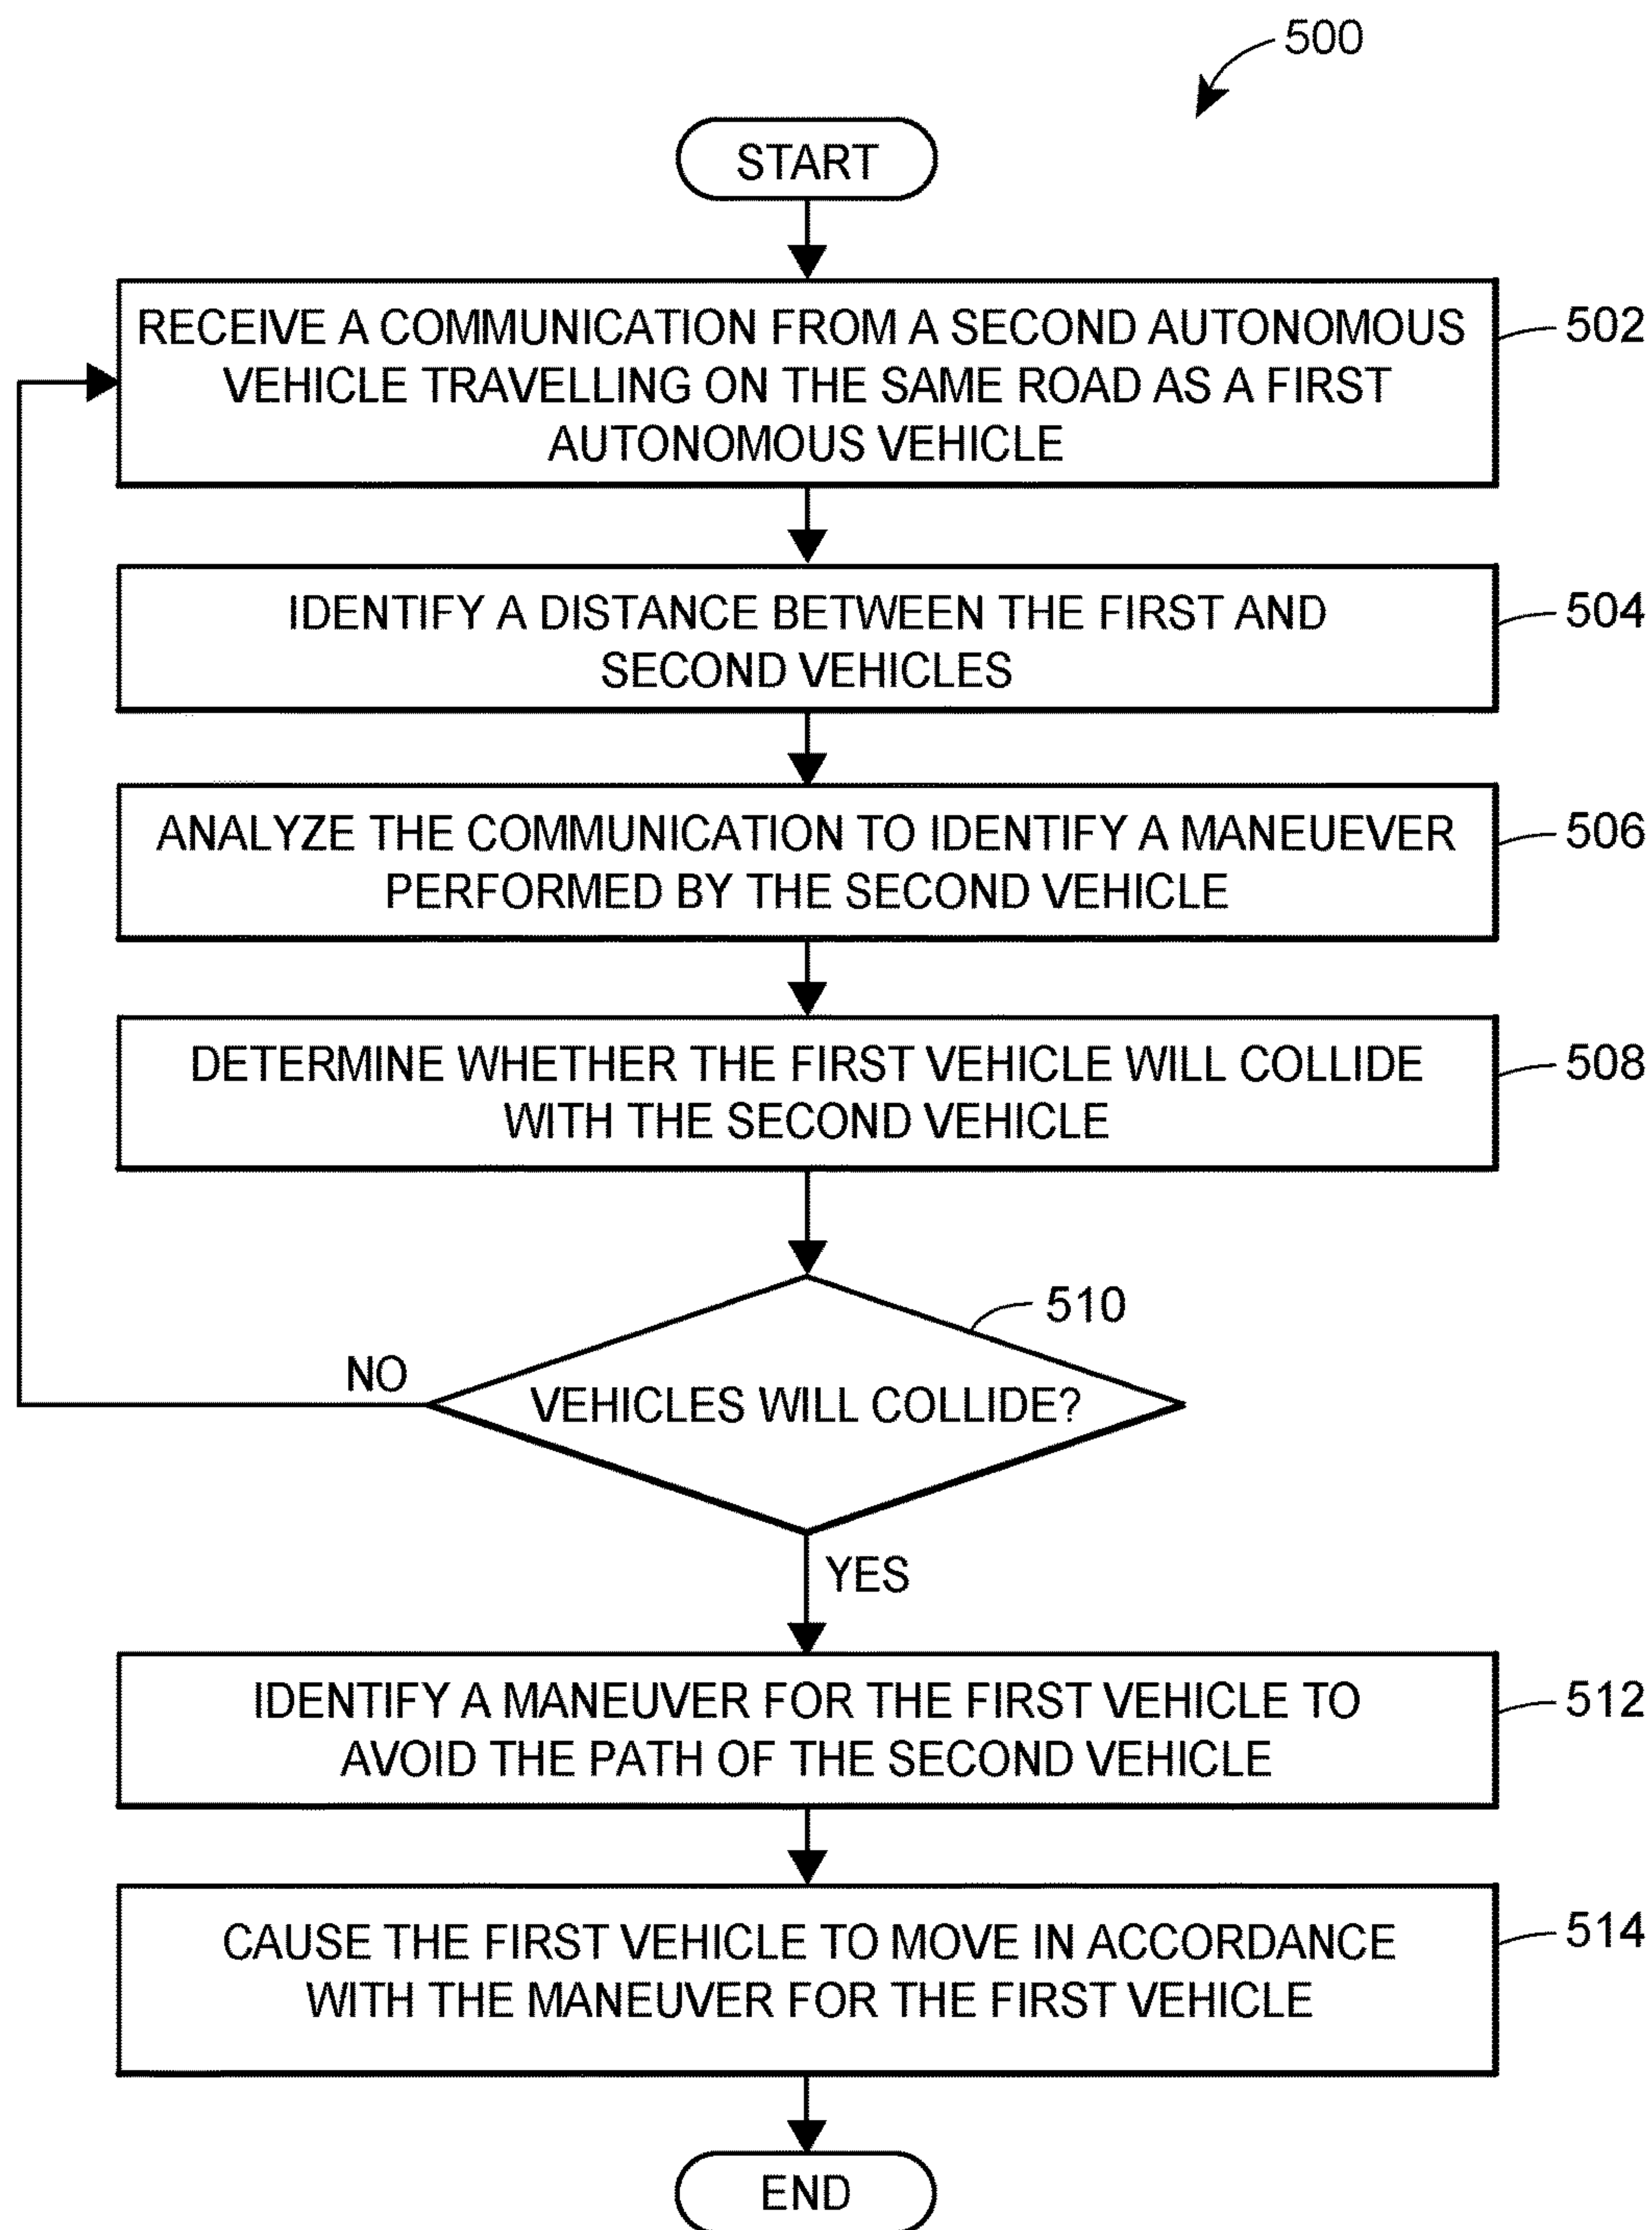 500
START
RECEIVE A COMMUNICATION FROM A SECOND AUTONOMOUS
VEHICLE TRAVELLING ON THE SAME ROAD AS A FIRST
AUTONOMOUS VEHICLE
502
IDENTIFY A DISTANCE BETWEEN THE FIRST AND
SECOND VEHICLES
504
ANALYZE THE COMMUNICATION TO IDENTIFY A MANEUEVER
PERFORMED BY THE SECOND VEHICLE
506
DETERMINE WHETHER THE FIRST VEHICLE WILL COLLIDE
WITH THE SECOND VEHICLE
508
510
NO
VEHICLES WILL COLLIDE?
YES
IDENTIFY A MANEUVER FOR THE FIRST VEHICLE TO
AVOID THE PATH OF THE SECOND VEHICLE
512
CAUSE THE FIRST VEHICLE TO MOVE IN ACCORDANCE
WITH THE MANEUVER FOR THE FIRST VEHICLE
514
END